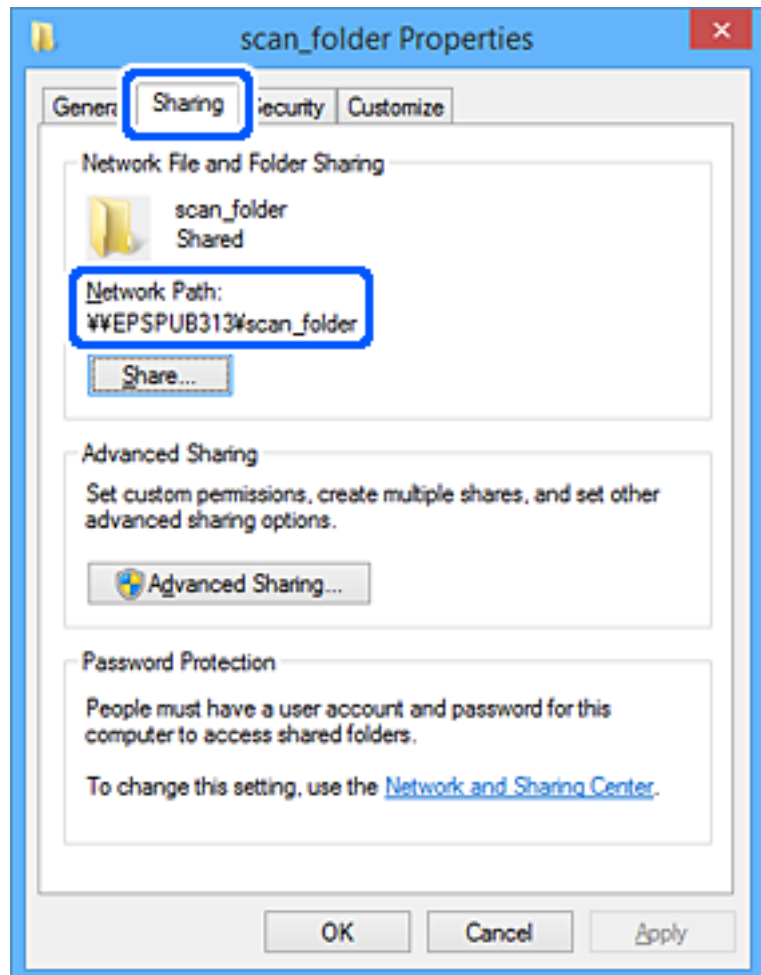 scan_folder Properties
General Sharing Security Customize
Network File and Folder Sharing
scan_folder
Shared
Network Path:
¥¥EPSPUB313¥scan_folder
Share...
Advanced Sharing
Set custom permissions, create multiple shares, and set other
advanced sharing options.
Advanced Sharing...
Password Protection
People must have a user account and password for this
computer to access shared folders.
To change this setting, use the Network and Sharing Center.
OK Cancel Apply